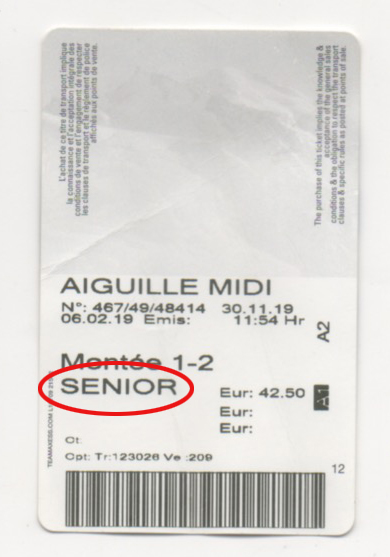 L'achat de ce titre de transport implique
la connaissance et l'acceptation intégrale des
conditions de vente et l'engagement de respecter
les clauses de transport et le règlement de police
affichés aux points de vente.
The purchase of this ticket implies the knowledge &
acceptance of the general sales
conditions & the obligation to respect the transport
clauses & specific rules as posted at points of sale.
AIGUILLE MIDI
N°: 467/49/48414 30.11.19
06.02.19 Emis: 11:54 Hr
A2
Montée 1-2
SENIOR
Eur: 42.50
A1
Eur:
Eur:
Ct:
Cpt: Tr:123026 Ve :209
TEAMAXESS.COM
12